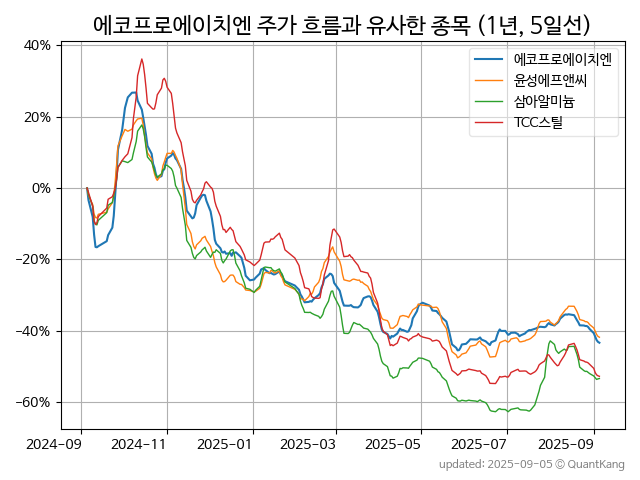 에코프로에이치엔 주가 흐름과 유사한 종목 (1년, 5일선)
에코프로에이치엔
윤성에프앤씨
삼아알미늄
TCC스틸
40%
20%
0%
−20%
−40%
−60%
2024-09
2024-11
2025-01
2025-03
2025-05
2025-07
2025-09
updated: 2025-09-05 © QuantKang